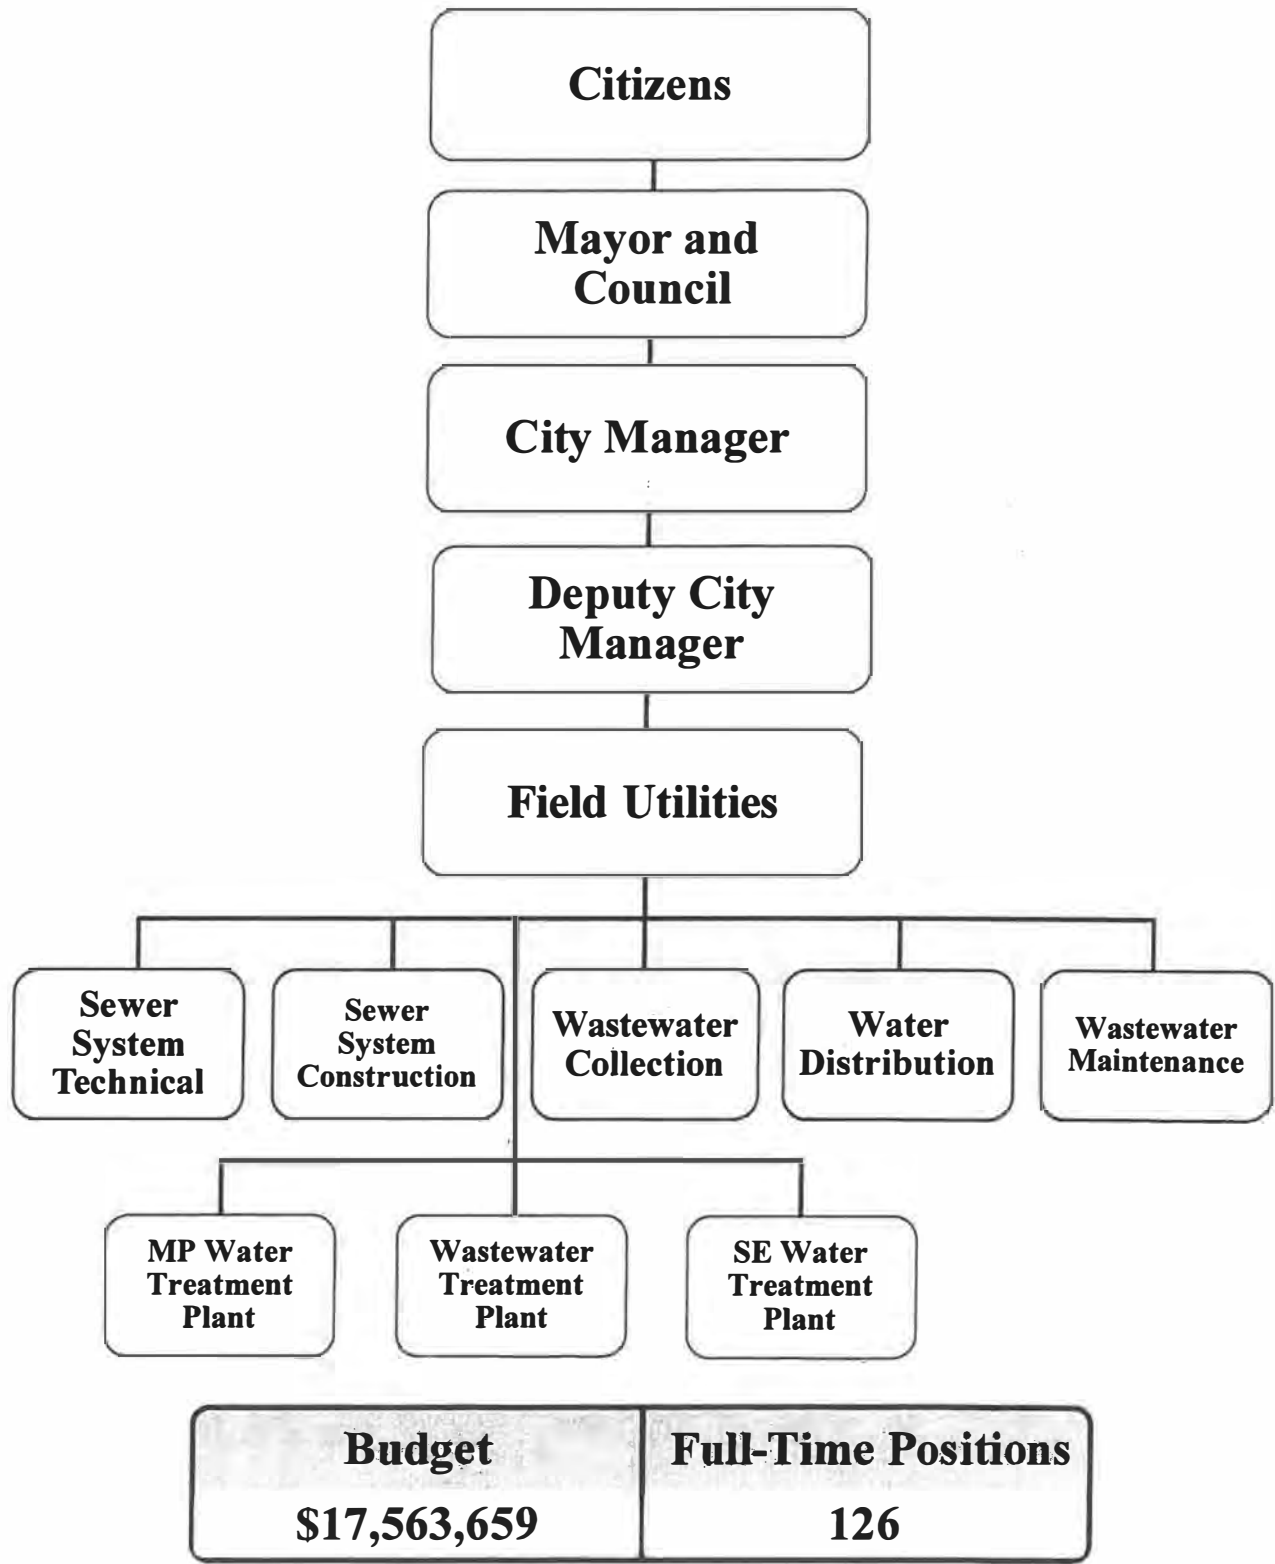 Citizens
Mayor and
Council
City Manager
Deputy City
Manager
Field Utilities
Sewer
System
Technical
Sewer
System
Construction
Wastewater
Collection
Water
Distribution
Wastewater
Maintenance
MP Water
Treatment
Plant
Wastewater
Treatment
Plant
SE Water
Treatment
Plant
Budget
Full-Time Positions
$17,563,659
126